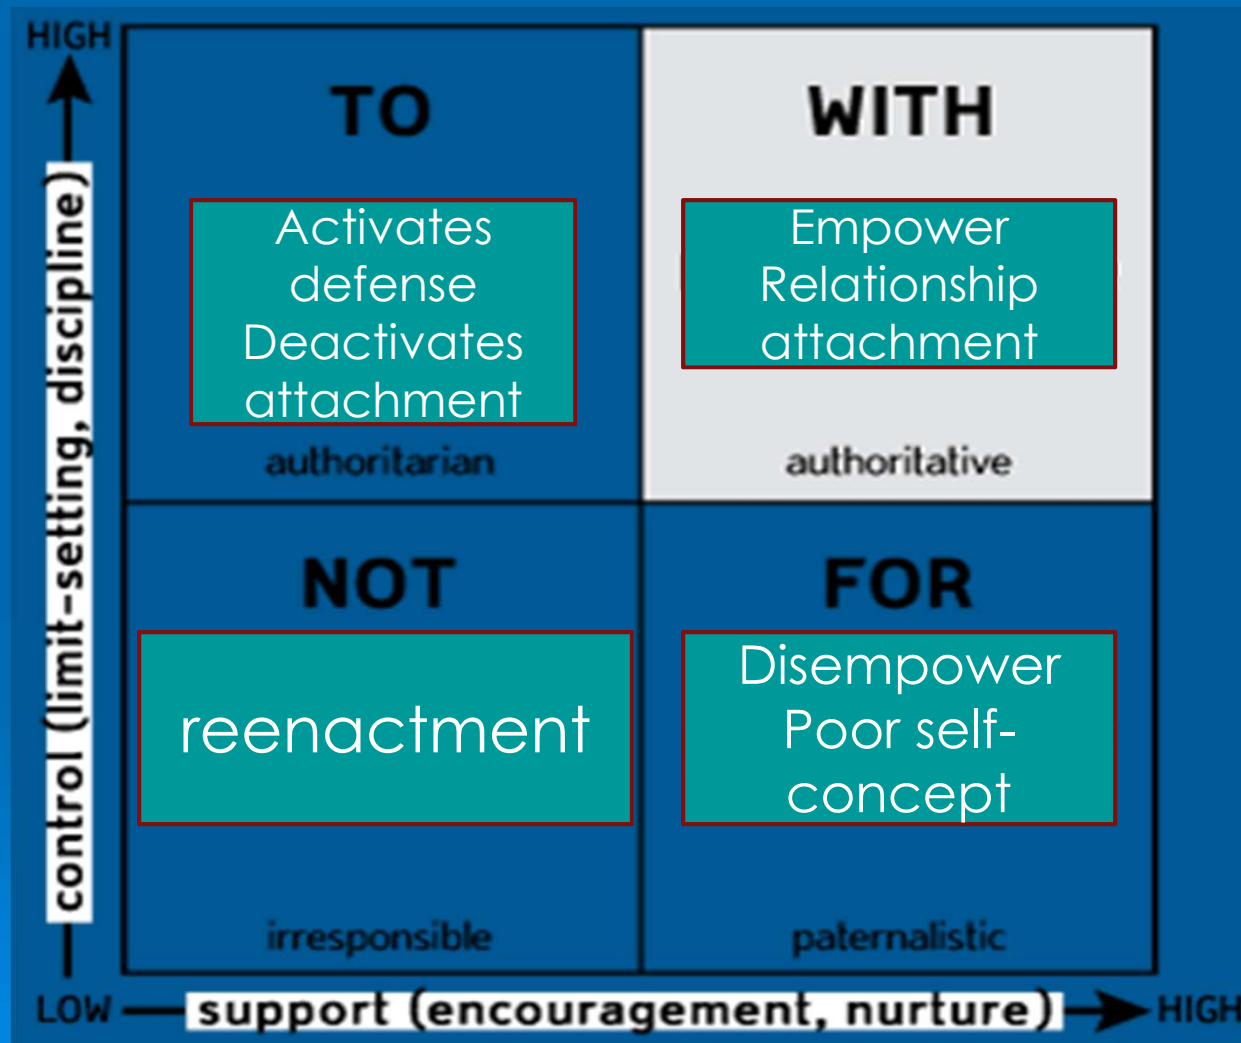 HIGH
TO
WITH
Activates
defense
Deactivates
attachment
Empower
Relationship
attachment
authoritarian
authoritative
control (limit-setting, discipline)
NOT
FOR
reenactment
Disempower
Poor self-
concept
irresponsible
paternalistic
LOW
support (encouragement, nurture)
HIGH